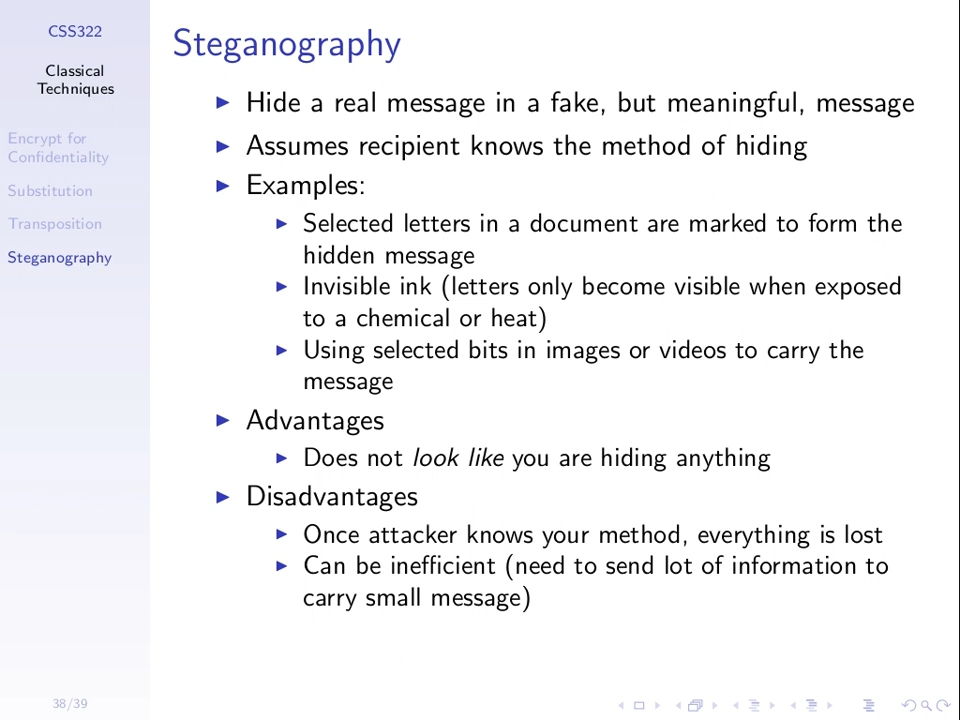 CSS322
Classical
Techniques
Encrypt for
Confidentiality
Substitution
Transposition
Steganography
Steganography
Hide a real message in a fake, but meaningful, message
Assumes recipient knows the method of hiding
Examples:
Selected letters in a document are marked to form the
hidden message
Invisible ink (letters only become visible when exposed
to a chemical or heat)
Using selected bits in images or videos to carry the
message
Advantages
Does not look like you are hiding anything
Disadvantages
Once attacker knows your method, everything is lost
Can be inefficient (need to send lot of information to
carry small message)
38/39